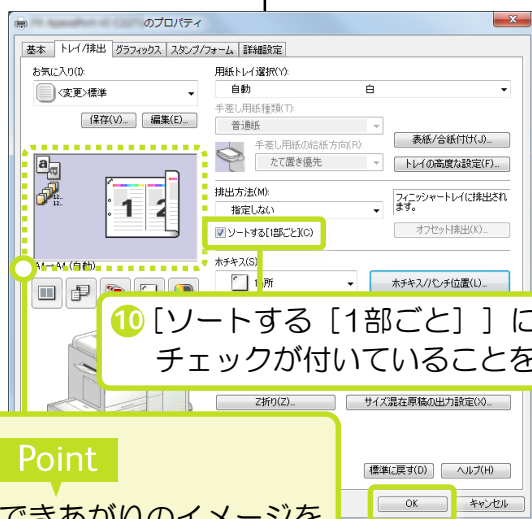 のプロパティ
基本 トレイ/排出 グラフィックス スタンプ/フォーム 詳細設定
お気に入り(I):
<変更>標準
保存(V)... 編集(E)...
用紙トレイ選択(Y):
自動 白
手差し用紙種類(T):
普通紙
手差し用紙の給紙方向(R):
たて置き優先
表紙/合紙付け(J)...
トレイの高度な設定(F)...
排出方法(M):
指定しない
フィニッシャートレイに排出され
ます。
ソートする[1部ごと](C)
オフセット排出(K)...
A4→A4 (自動)
ホチキス(S):
ホチキス/パンチ位置(L)...
10 [ソートする [1部ごと] ] に
チェックが付いていることを
Z折り(Z)...
サイズ混在原稿の出力設定(X)...
標準に戻す(D) ヘルプ(H)
OK キャンセル
Point
できあがりのイメージを